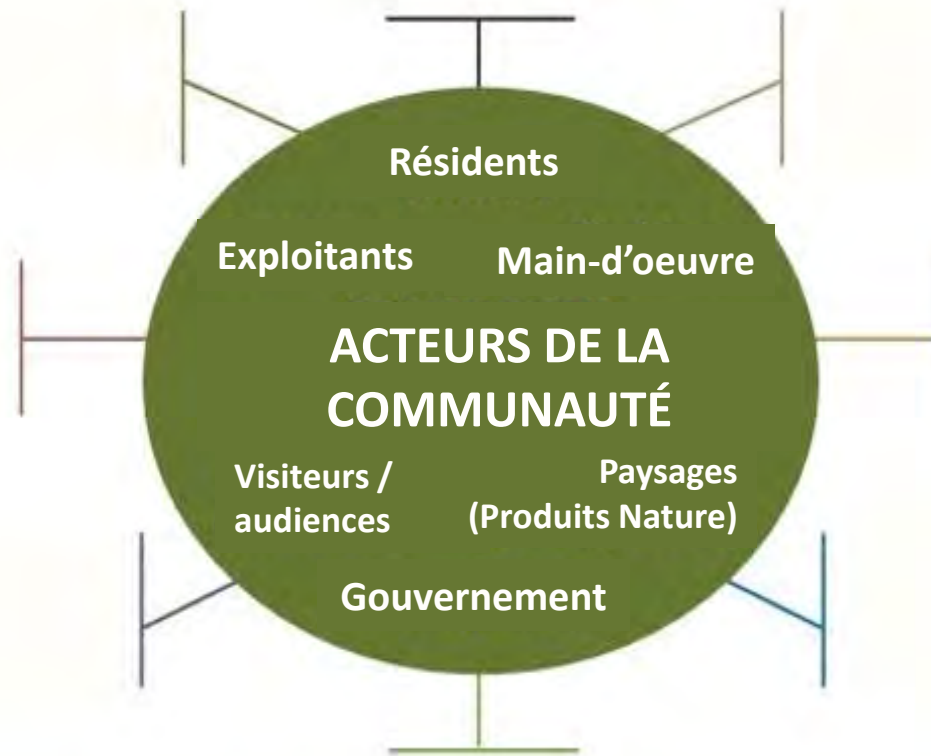 Résidents
Exploitants
Main-d'oeuvre
ACTEURS DE LA
COMMUNAUTÉ
Visiteurs /
audiences
Paysages
(Produits Nature)
Gouvernement